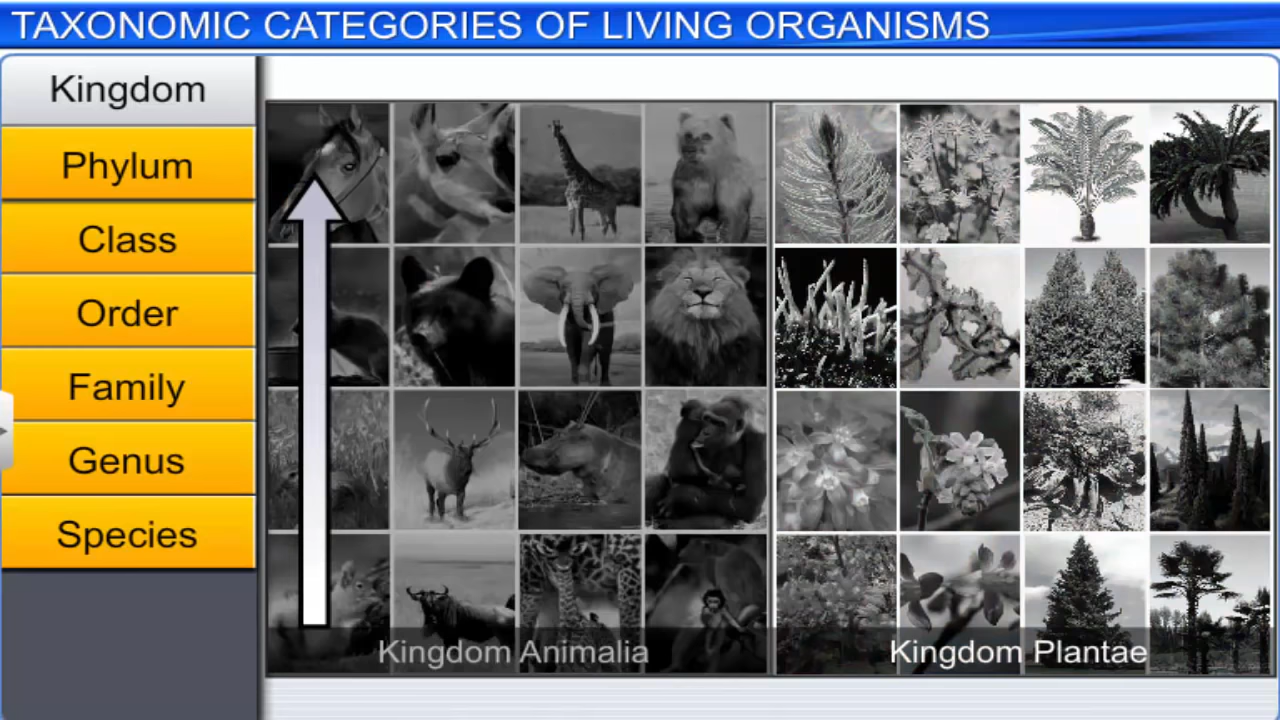 TAXONOMIC CATEGORIES OF LIVING ORGANISMS
Kingdom
Phylum
Class
Order
Family
Genus
Species
Kingdom Animalia
Kingdom Plantae